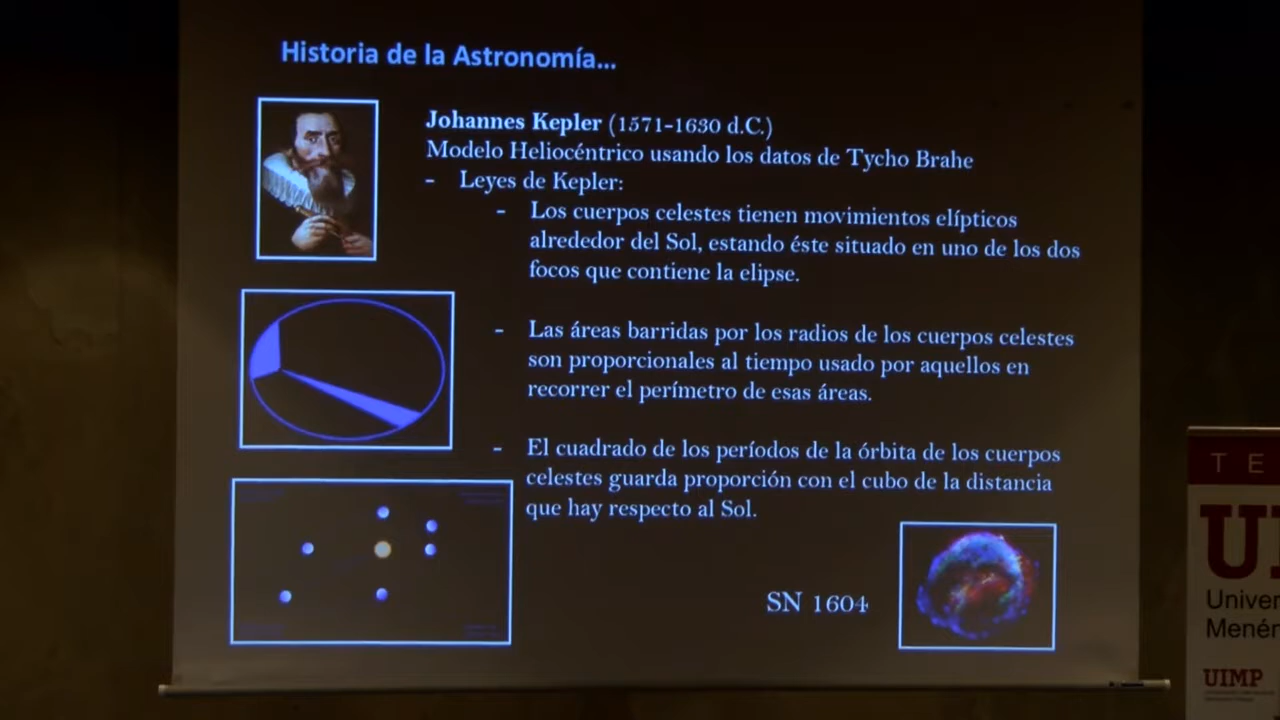 Historia de la Astronomía...
Johannes Kepler (1571-1630 d.C.)
Modelo Heliocéntrico usando los datos de Tycho Brahe
- Leyes de Kepler:
- Los cuerpos celestes tienen movimientos elípticos
alrededor del Sol, estando éste situado en uno de los dos
focos que contiene la elipse.
- Las áreas barridas por los radios de los cuerpos celestes
son proporcionales al tiempo usado por aquellos en
recorrer el perímetro de esas áreas.
- El cuadrado de los períodos de la órbita de los cuerpos
celestes guarda proporción con el cubo de la distancia
que hay respecto al Sol.
SN 1604
TE
UI
Univer
Menén
UIMP